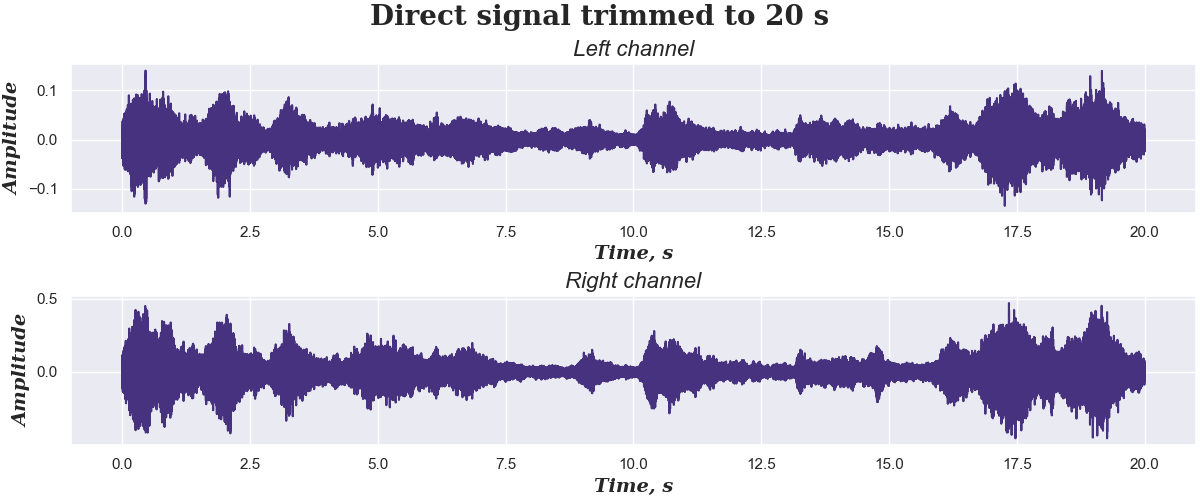 Direct signal trimmed to 20 s
Left channel
Amplitude
0.1
0.0
−0.1
0.0 2.5 5.0 7.5 10.0 12.5 15.0 17.5 20.0
Time, s
Right channel
Amplitude
0.5
0.0
0.0 2.5 5.0 7.5 10.0 12.5 15.0 17.5 20.0
Time, s